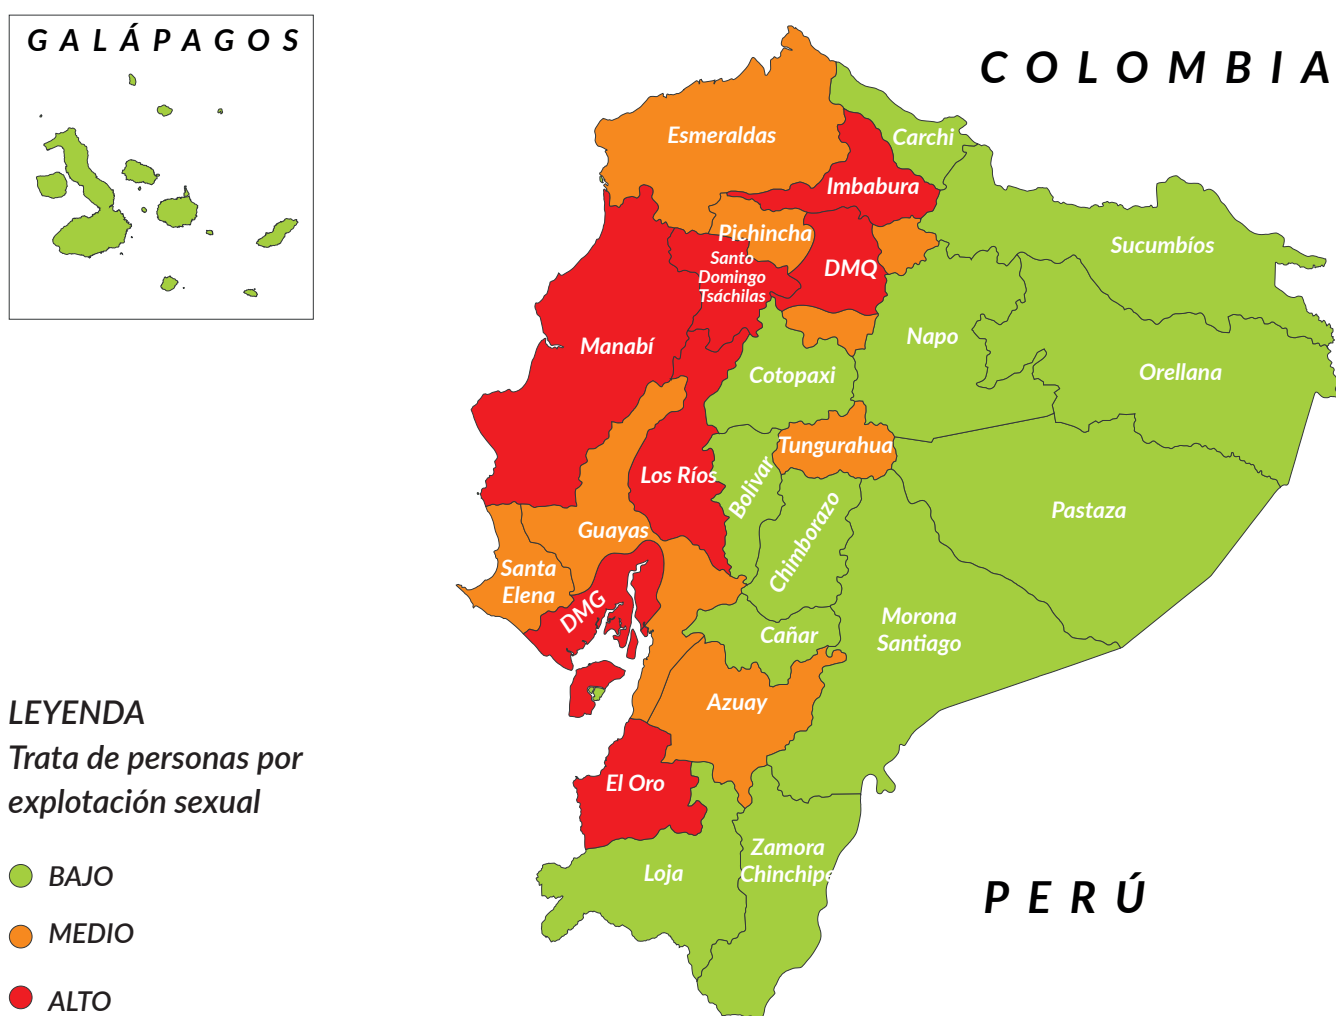 GALÁPAGOS
COLOMBIA
Esmeraldas
Carchi
Imbabura
Pichincha
Sucumbíos
Santo
Domingo
Tsáchilas
DMQ
Napo
Manabí
Orellana
Cotopaxi
Tungurahua
Los Ríos
Bolivar
Pastaza
Guayas
Chimborazo
Santa
Elena
DMG
Morona
Santiago
Cañar
Azuay
El Oro
Zamora
Chinchipe
Loja
PERÚ
LEYENDA
Trata de personas por
explotación sexual
BAJO
MEDIO
ALTO